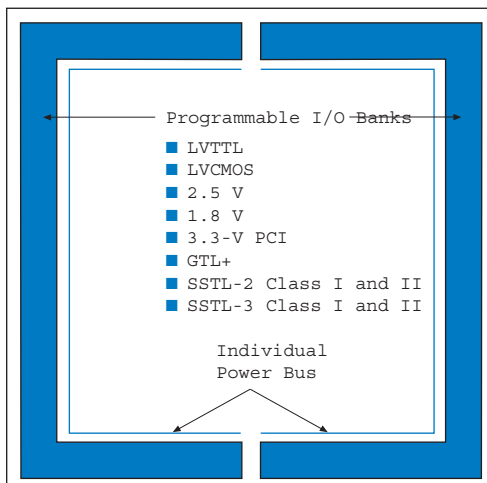 Programmable I/O Banks
LVTTL
LVCMOS
2.5 V
1.8 V
3.3-V PCI
GTL+
SSTL-2 Class I and II
SSTL-3 Class I and II
Individual
Power Bus